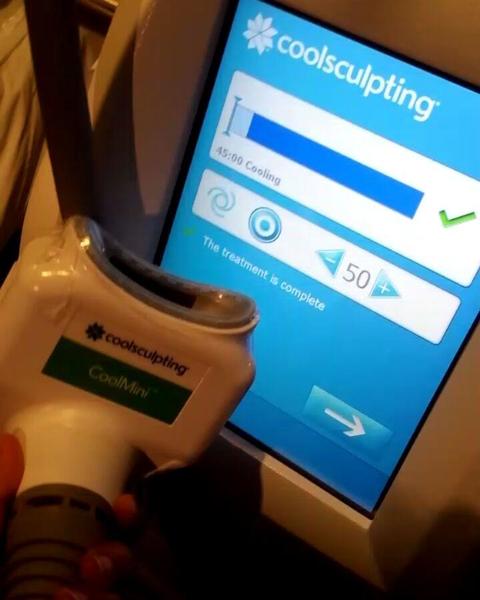 coolsculpting
45:00 Cooling
50
The treatment is complete
coolsculpting
CoolMini